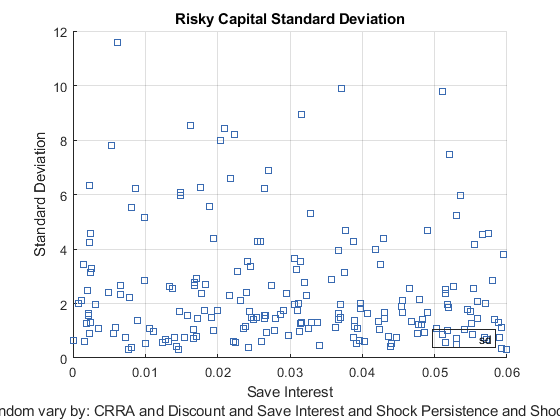 Risky Capital Standard Deviation
12
10
8
6
4
2
0
Standard Deviation
sd
0 0.01 0.02 0.03 0.04 0.05 0.06
Save Interest
ndom vary by: CRRA and Discount and Save Interest and Shock Persistence and Shoc